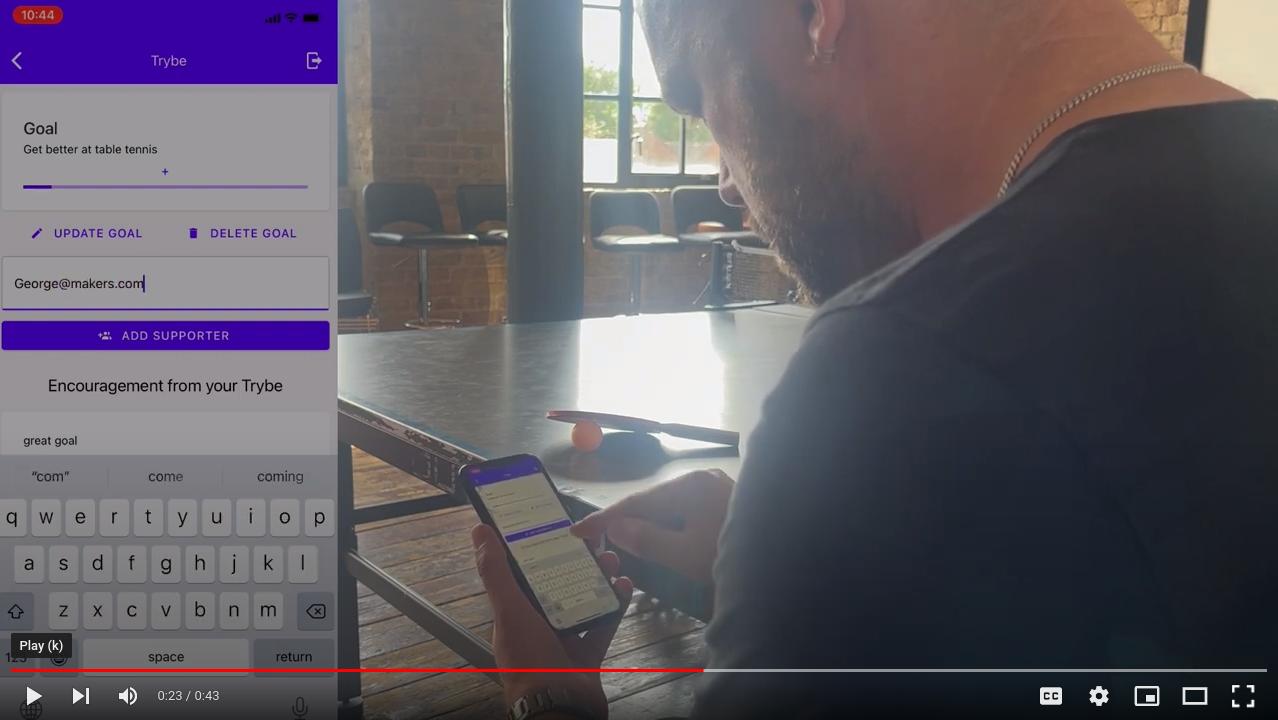 10:44
Trybe
Goal
Get better at table tennis
+
UPDATE GOAL
DELETE GOAL
George@makers.com
ADD SUPPORTER
Encouragement from your Trybe
great goal
“com” come coming
q w e r t y u i o p
a s d f g h j k l
z x c v b n m
Play (k)
123 space return
0:23 / 0:43
CC